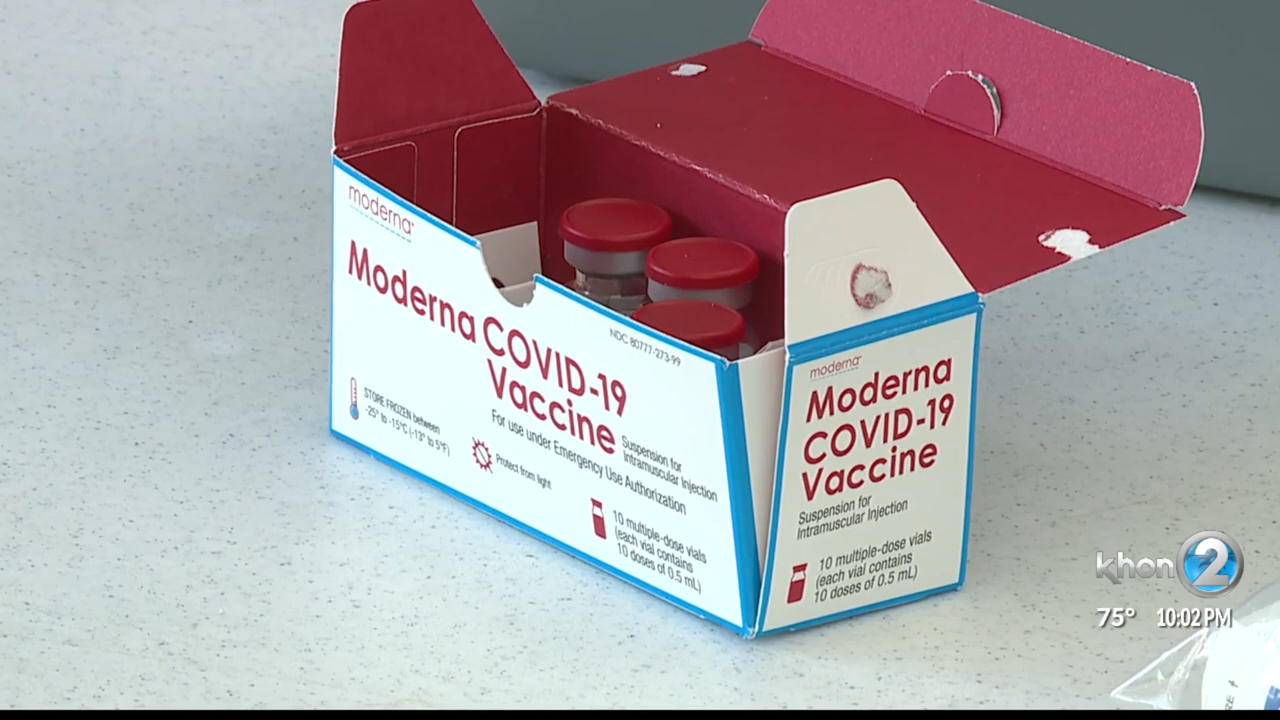 moderna
Moderna COVID-19
Vaccine
NDC 80777-273-99
STORE FROZEN between
-25° to -15°C (-13° to 5°F)
Protect from light
For use under Emergency Use Authorization
Suspension for
Intramuscular Injection
10 multiple-dose vials
(each vial contains
10 doses of 0.5 mL)
moderna
Moderna
COVID-19
Vaccine
Suspension for
Intramuscular Injection
10 multiple-dose vials
(each vial contains
10 doses of 0.5 mL)
khon 2
75° 10:02 PM